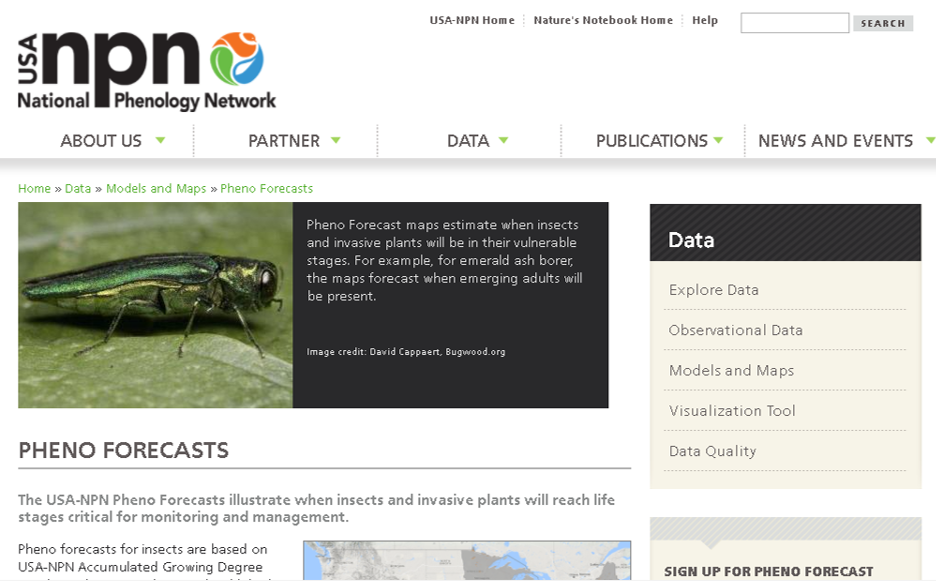 USA-NPN Home
Nature's Notebook Home
Help
SEARCH
USA npn
National Phenology Network
ABOUT US
PARTNER
DATA
PUBLICATIONS
NEWS AND EVENTS
Home » Data » Models and Maps » Pheno Forecasts
Pheno Forecast maps estimate when insects
and invasive plants will be in their vulnerable
stages. For example, for emerald ash borer,
the maps forecast when emerging adults will
be present.
Image credit: David Cappaert, Bugwood.org
Data
Explore Data
Observational Data
Models and Maps
Visualization Tool
Data Quality
PHENO FORECASTS
The USA-NPN Pheno Forecasts illustrate when insects and invasive plants will reach life
stages critical for monitoring and management.
Pheno forecasts for insects are based on
USA-NPN Accumulated Growing Degree
SIGN UP FOR PHENO FORECAST